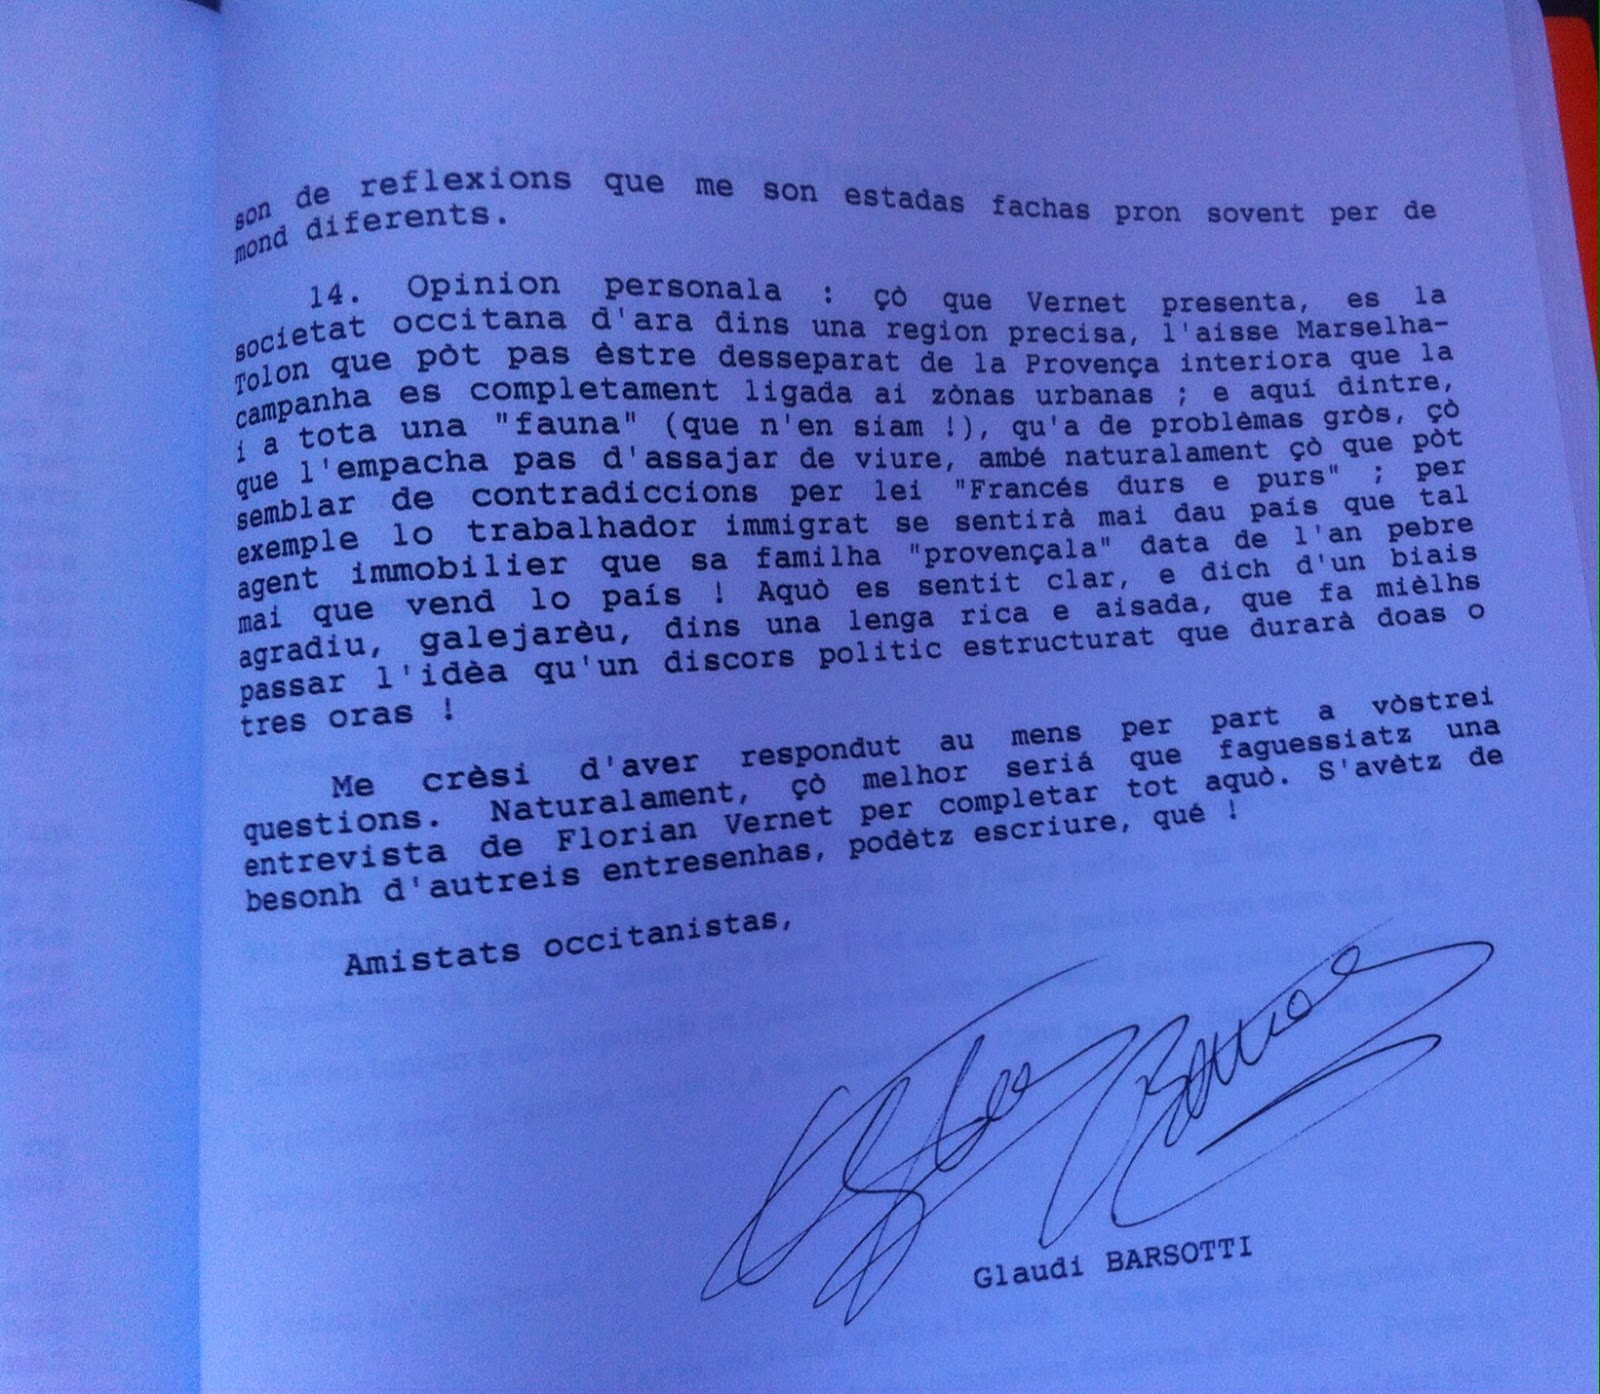 son de reflexions que me son estadas fachas pron sovent per de
mond diferents.
14. Opinion personala : çò que Vernet presenta, es la
societat occitana d'ara dins una region precisa, l'aisse Marselha-
Tolon que pòt pas èstre desseparat de la Provença interiora que la
campanha es completament ligada ai zònas urbanas ; e aquí dintre,
i a tota una "fauna" (que n'en siam !), qu'a de problèmas gròs, çò
que l'empacha pas d'assajar de viure, ambé naturalament çò que pòt
semblar de contradiccions per lei "Francés durs e purs" ; per
exemple lo trabalhador immigrat se sentirà mai dau país que tal
agent immobilier que sa familha "provençala" data de l'an pebre
mai que vend lo país ! Aquò es sentit clar, e dich d'un biais
agradiu, galejarèu, dins una lenga rica e aisada, que fa mièlhs
passar l'idèa qu'un discors politic estructurat que durarà doas o
tres oras !
Me crèsi d'aver respondut au mens per part a vòstrei
questions. Naturalament, çò melhor seriá que faguessiatz una
entrevista de Florian Vernet per completar tot aquò. S'avètz de
besonh d'autreis entresenhas, podètz escriure, qué !
Amistats occitanistas,
Glaudi BARSOTTI